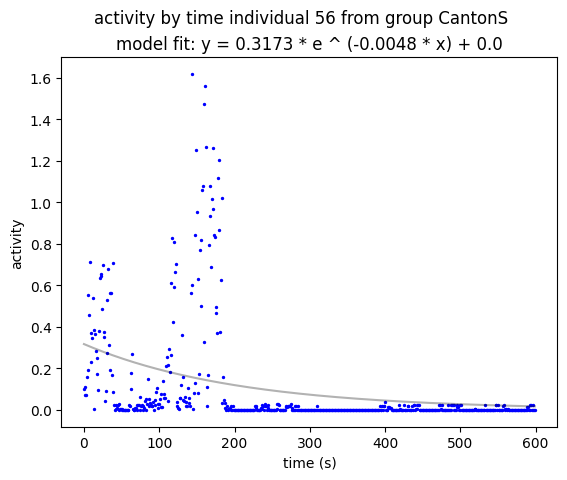 activity by time individual 56 from group CantonS
model fit: y = 0.3173 * e ^ (-0.0048 * x) + 0.0
1.6
1.4
1.2
1.0
0.8
0.6
0.4
0.2
0.0
activity
0 100 200 300 400 500 600
time (s)